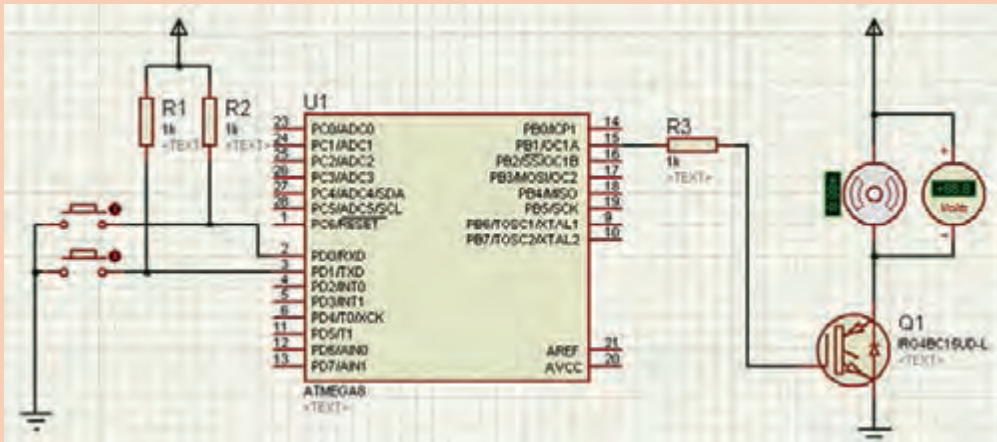 U1
R1
1k
<TEXT>
R2
1k
<TEXT>
23 PC0/ADC0
24 PC1/ADC1
25 PC2/ADC2
26 PC3/ADC3
27 PC4/ADC4/SDA
28 PC5/ADC5/SCL
1 PC6/RESET
2 PD0/RXD
3 PD1/TXD
4 PD2/INT0
5 PD3/INT1
6 PD4/T0/XCK
11 PD5/T1
12 PD6/AIN0
13 PD7/AIN1
PB0/ICP1 14
PB1/OC1A 15
PB2/SS/OC1B 16
PB3/MOSI/OC2 17
PB4/MISO 18
PB5/SCK 19
PB6/TOSC1/XTAL1 9
PB7/TOSC2/XTAL2 10
AREF 21
AVCC 20
ATMEGA8
<TEXT>
R3
1k
<TEXT>
+88.8
Volts
Q1
<TEXT>